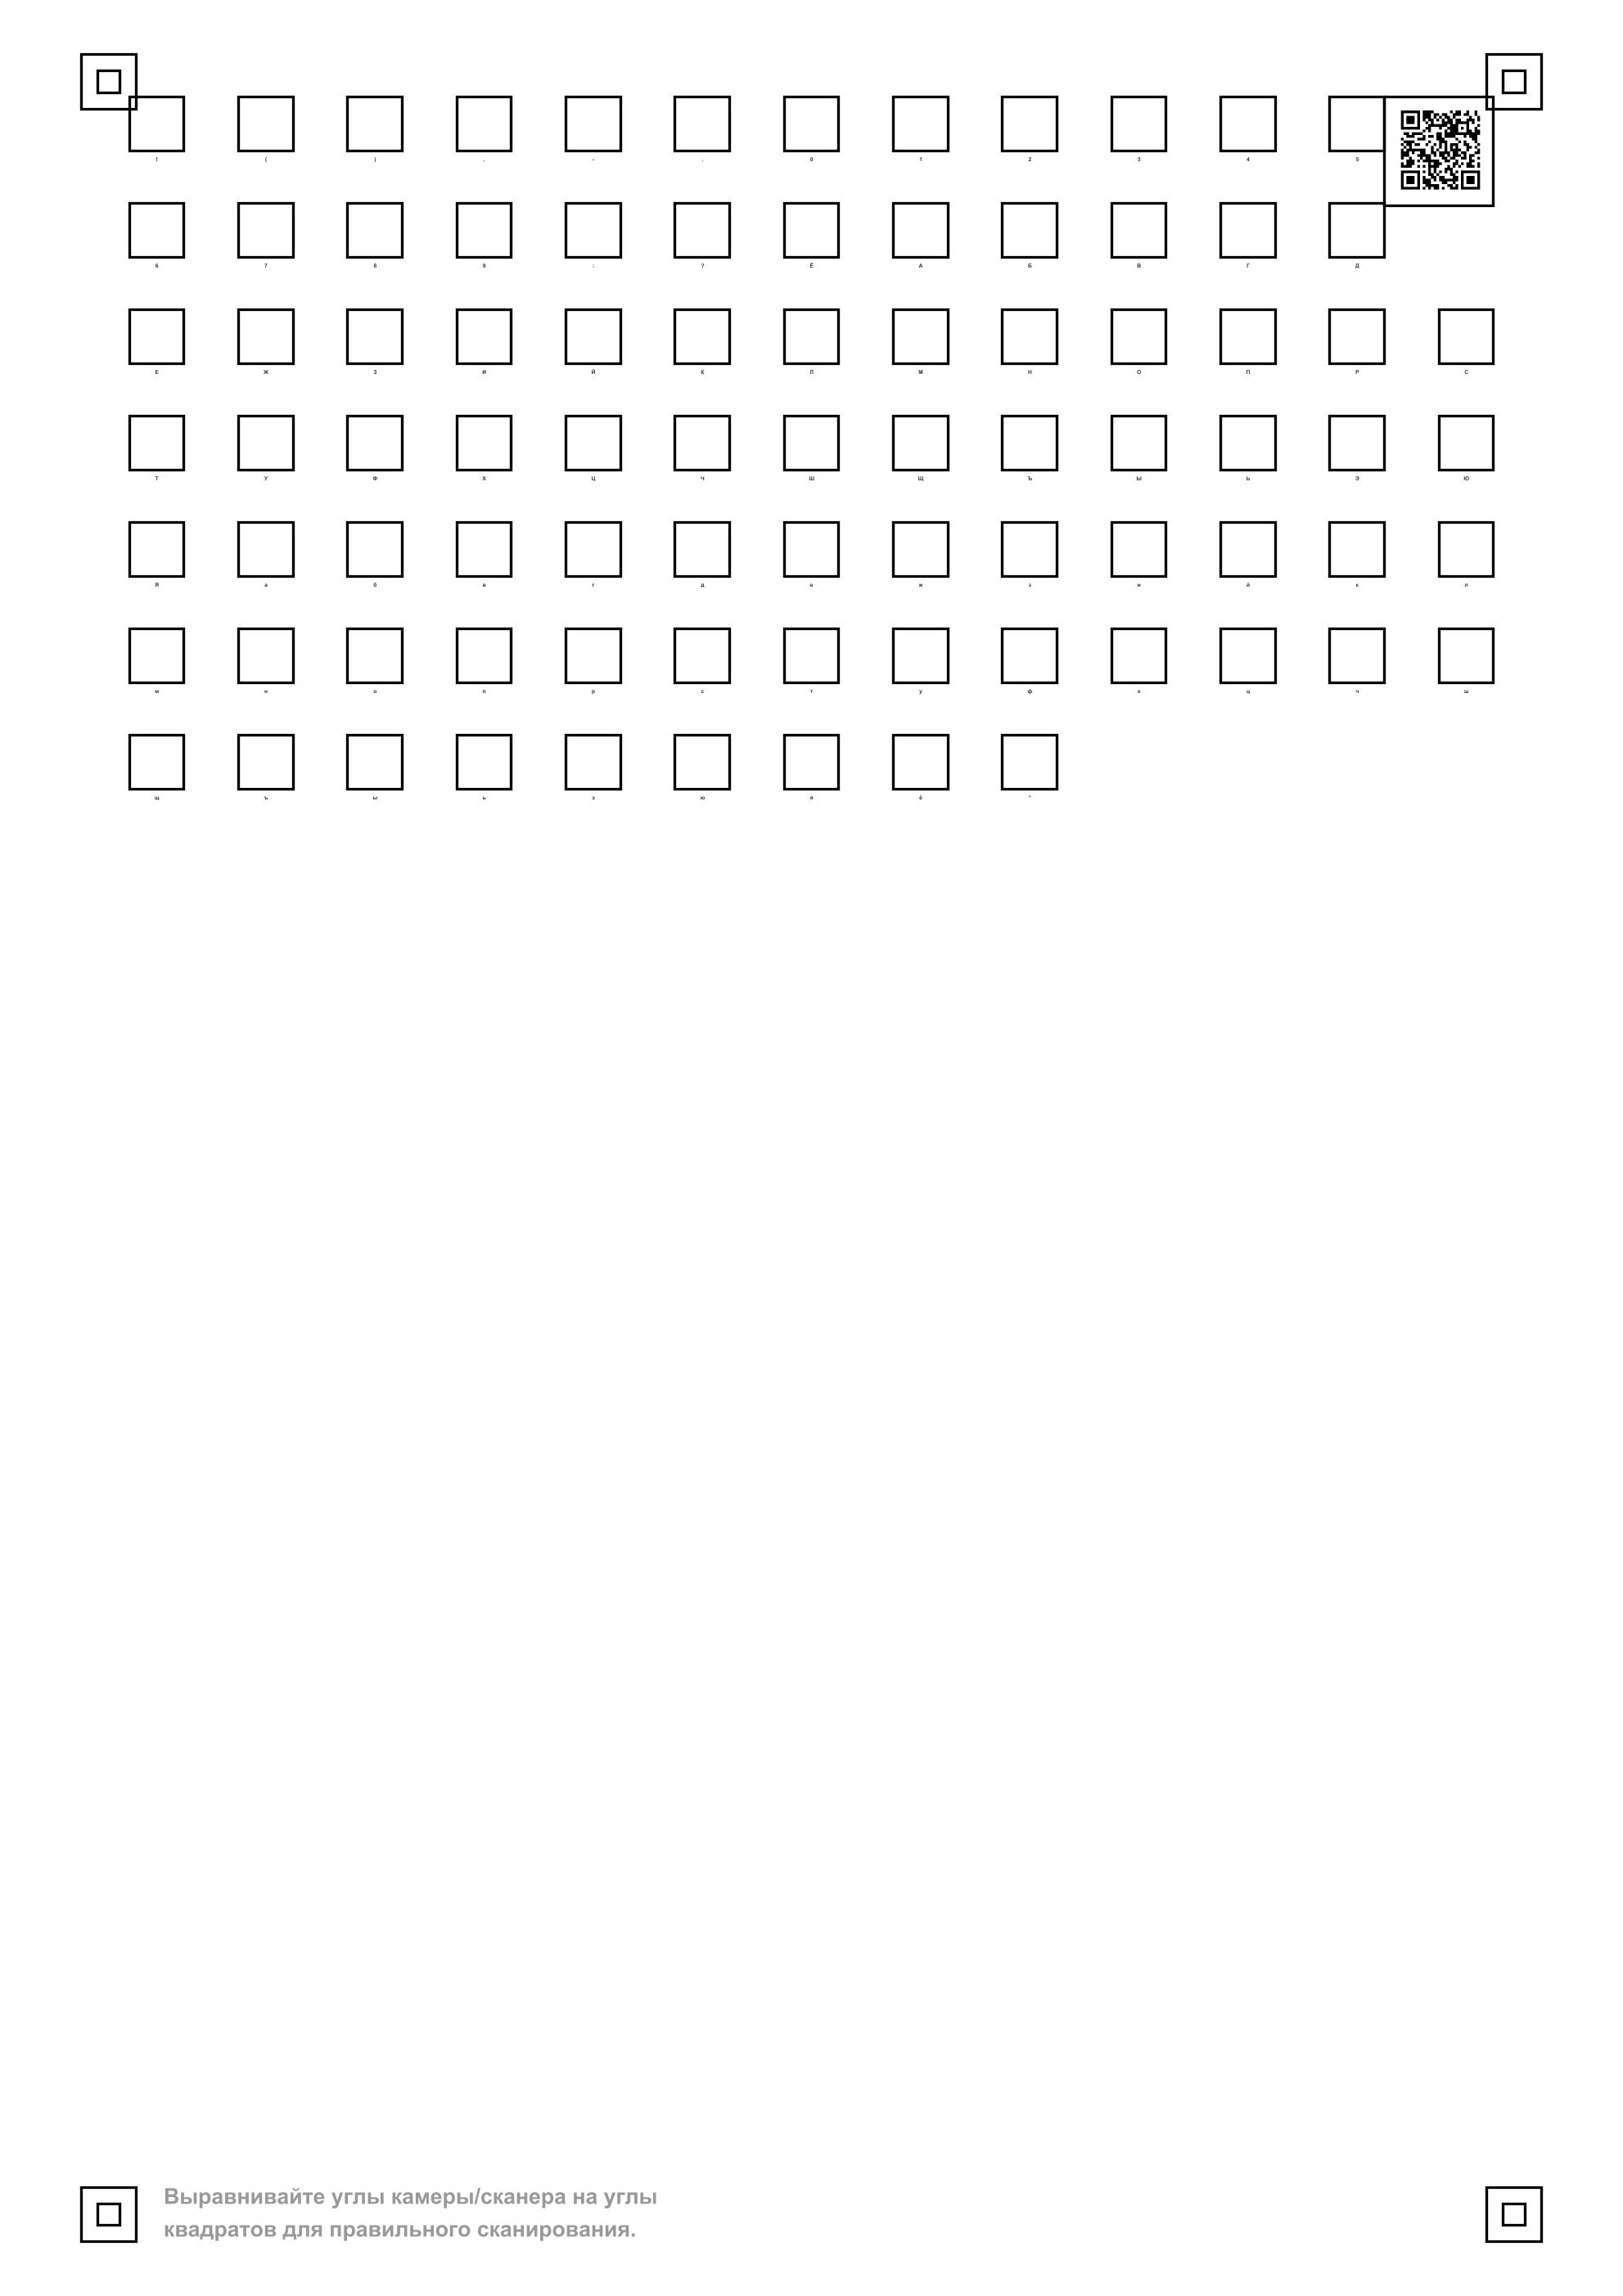 ! ( ) , - . 0 1 2 3 4 5
6 7 8 9 : ? Ё А Б В Г Д
Е Ж З И Й К Л М Н О П Р С
Т У Ф Х Ц Ч Ш Щ Ъ Ы Ь Э Ю
Я а б в г д е ж з и й к л
м н о п р с т у ф х ц ч ш
щ ъ ы ь э ю я ё
Выравнивайте углы камеры/сканера на углы
квадратов для правильного сканирования.